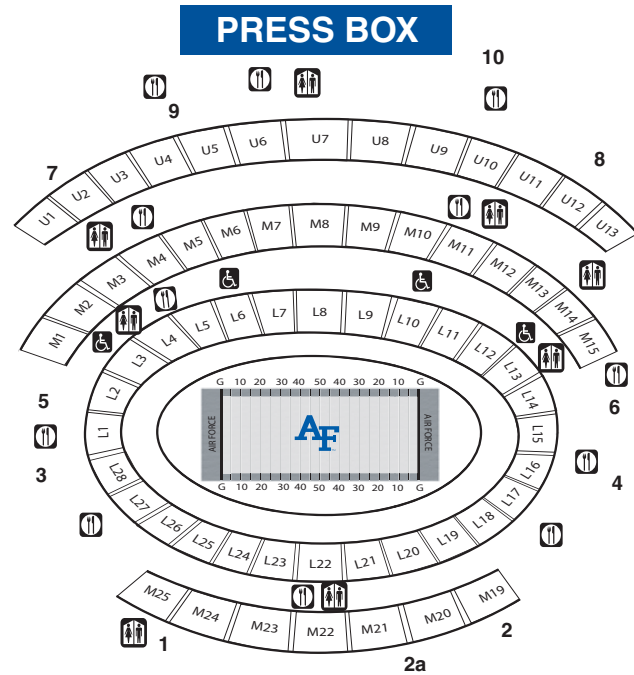 PRESS BOX
10
9
7
8
U1 U2 U3 U4 U5 U6 U7 U8 U9 U10 U11 U12 U13
M1 M2 M3 M4 M5 M6 M7 M8 M9 M10 M11 M12 M13 M14 M15
L1 L2 L3 L4 L5 L6 L7 L8 L9 L10 L11 L12 L13 L14 L15
5
6
3
4
G 10 20 30 40 50 40 30 20 10 G
AIR FORCE
AF
AIR FORCE
G 10 20 30 40 50 40 30 20 10 G
L28 L27 L26 L25 L24 L23 L22 L21 L20 L19 L18 L17 L16
M25 M24 M23 M22 M21 M20 M19
1
2
2a